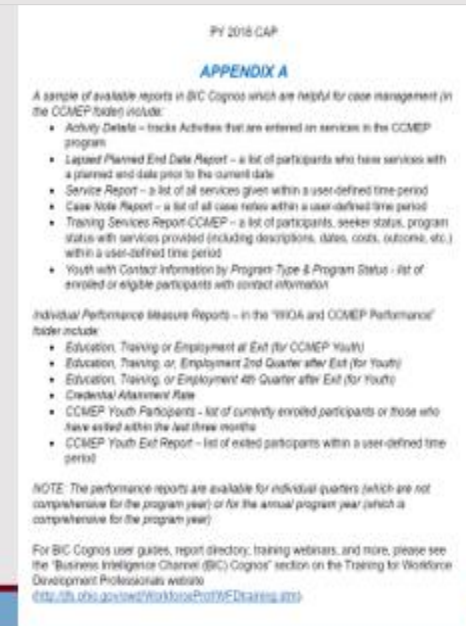 PY 2018 CAP
APPENDIX A
A sample of available reports in BIC Cognos which are helpful for case management (in
the CCMEP folder) include:
• Activity Details – tracks Activities that are entered on services in the CCMEP
program
• Lapsed Planned End Date Report – a list of participants who have services with
a planned end date prior to the current date
• Service Report – a list of all services given within a user-defined time period
• Case Note Report – a list of all case notes within a user-defined time period
• Training Services Report-CCMEP – a list of participants, seeker status, program
status with services provided (including descriptions, dates, costs, outcome, etc.)
within a user-defined time period
• Youth with Contact Information by Program Type & Program Status - list of
enrolled or eligible participants with contact information
Individual Performance Measure Reports – in the "WIOA and CCMEP Performance"
folder include:
• Education, Training or Employment at Exit (for CCMEP Youth)
• Education, Training, or, Employment 2nd Quarter after Exit (for Youth)
• Education, Training, or Employment 4th Quarter after Exit (for Youth)
• Credential Attainment Rate
• CCMEP Youth Participants - list of currently enrolled participants or those who
have exited within the last three months
• CCMEP Youth Exit Report – list of exited participants within a user-defined time
period
NOTE: The performance reports are available for individual quarters (which are not
comprehensive for the program year) or for the annual program year (which is
comprehensive for the program year)
For BIC Cognos user guides, report directory, training webinars, and more, please see
the "Business Intelligence Channel (BIC) Cognos" section on the Training for Workforce
Development Professionals website